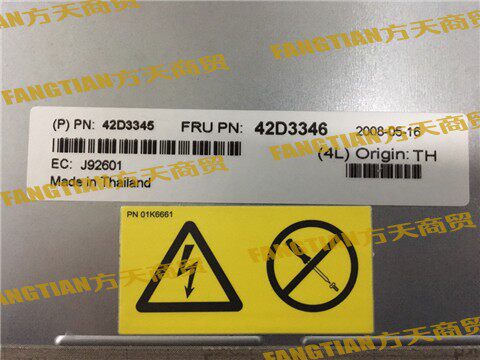 FANGTIAN方天商贸
FANGTIAN方天商贸
(P) PN: 42D3345 FRU PN: 42D3346 2008-05-16
(4L) Origin: TH
EC: J92601
Made in Thailand
FANGTIAN方天商贸
PN 01K6661
FANGTIAN方天商贸
FANGTIAN方天商贸